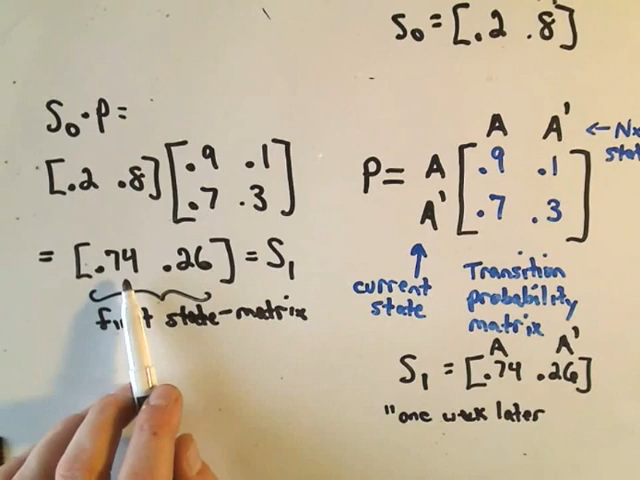 S₀ = [.2 .8]
S₀ · P =
[.2 .8] [.9 .1
.7 .3]
= [.74 .26] = S₁
first state-matrix
A A' ←
P = A [.9 .1
A' .7 .3]
current
state
Transition
probability
matrix
A A'
S₁ = [.74 .26]
"one week later